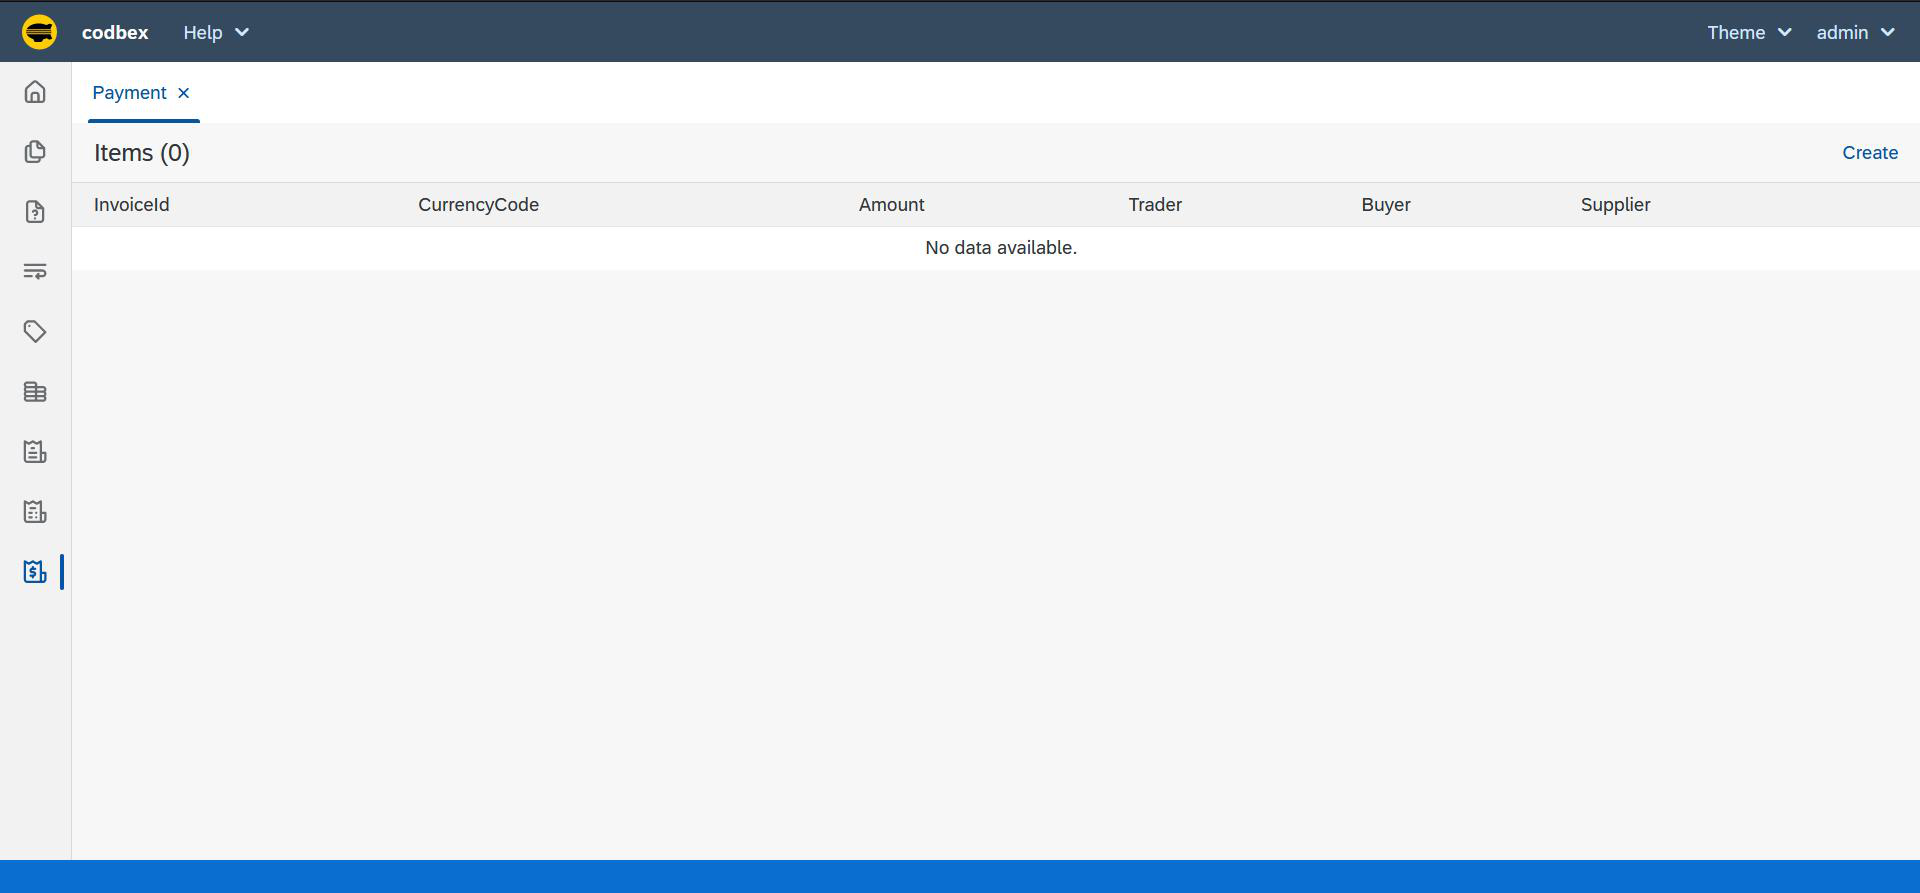 codbex Help Theme admin
Payment
Items (0) Create
InvoiceId CurrencyCode Amount Trader Buyer Supplier
No data available.